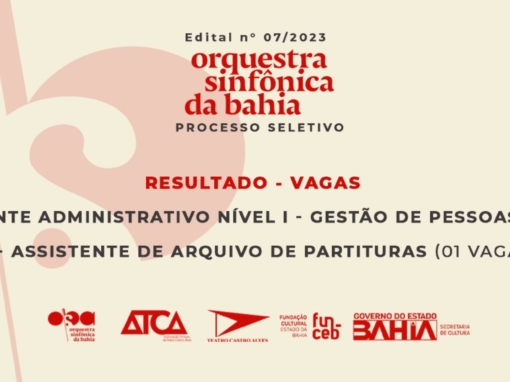 Edital nº 07/2023
orquestra
sinfônica
da bahia
PROCESSO SELETIVO
RESULTADO - VAGAS
NTE ADMINISTRATIVO NÍVEL I - GESTÃO DE PESSOAS
- ASSISTENTE DE ARQUIVO DE PARTITURAS (01 VAGA
orquestra
sinfônica
da bahia
ATCA
TEATRO CASTRO ALVES
FUNDAÇÃO
CULTURAL
ESTADO DA
BAHIA
fun-
ceb
GOVERNO DO ESTADO
BAHIA
SECRETARIA
DE CULTURA